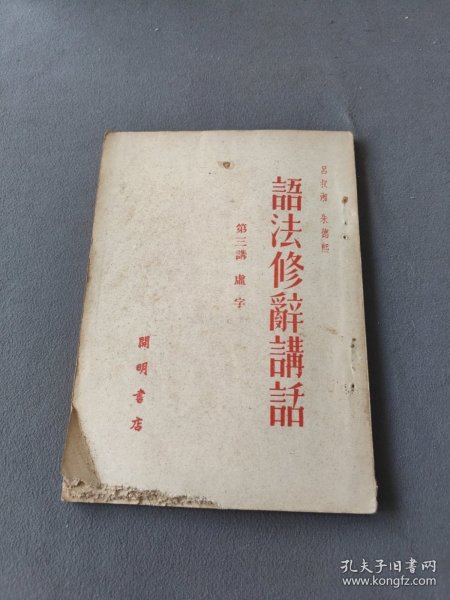 呂叔湘 朱德熙
語法修辭講話
第三講 虛字
開明書店
孔夫子旧书网
www.kongfz.com